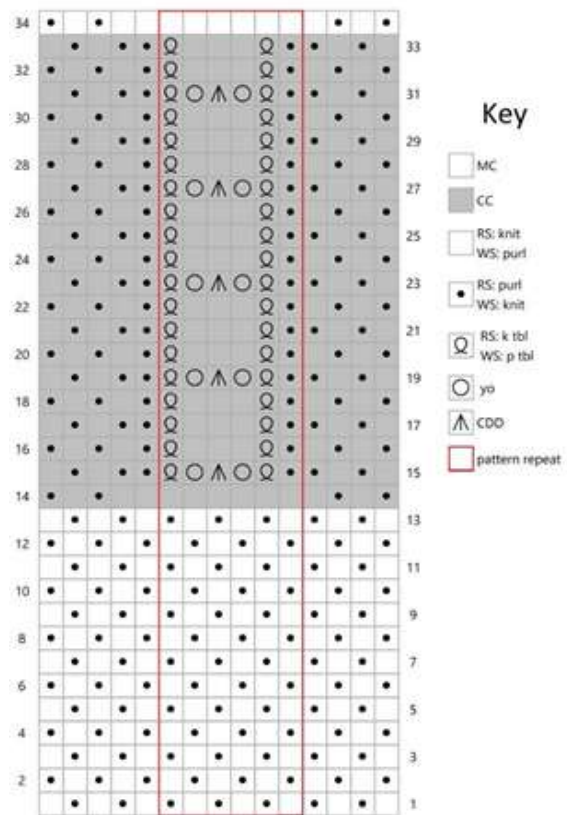 34
33
32
31
30
29
28
27
26
25
24
23
22
21
20
19
18
17
16
15
14
13
12
11
10
9
8
7
6
5
4
3
2
1
Key
MC
CC
RS: knit
WS: purl
RS: purl
WS: knit
RS: k tbl
WS: p tbl
yo
CDD
pattern repeat